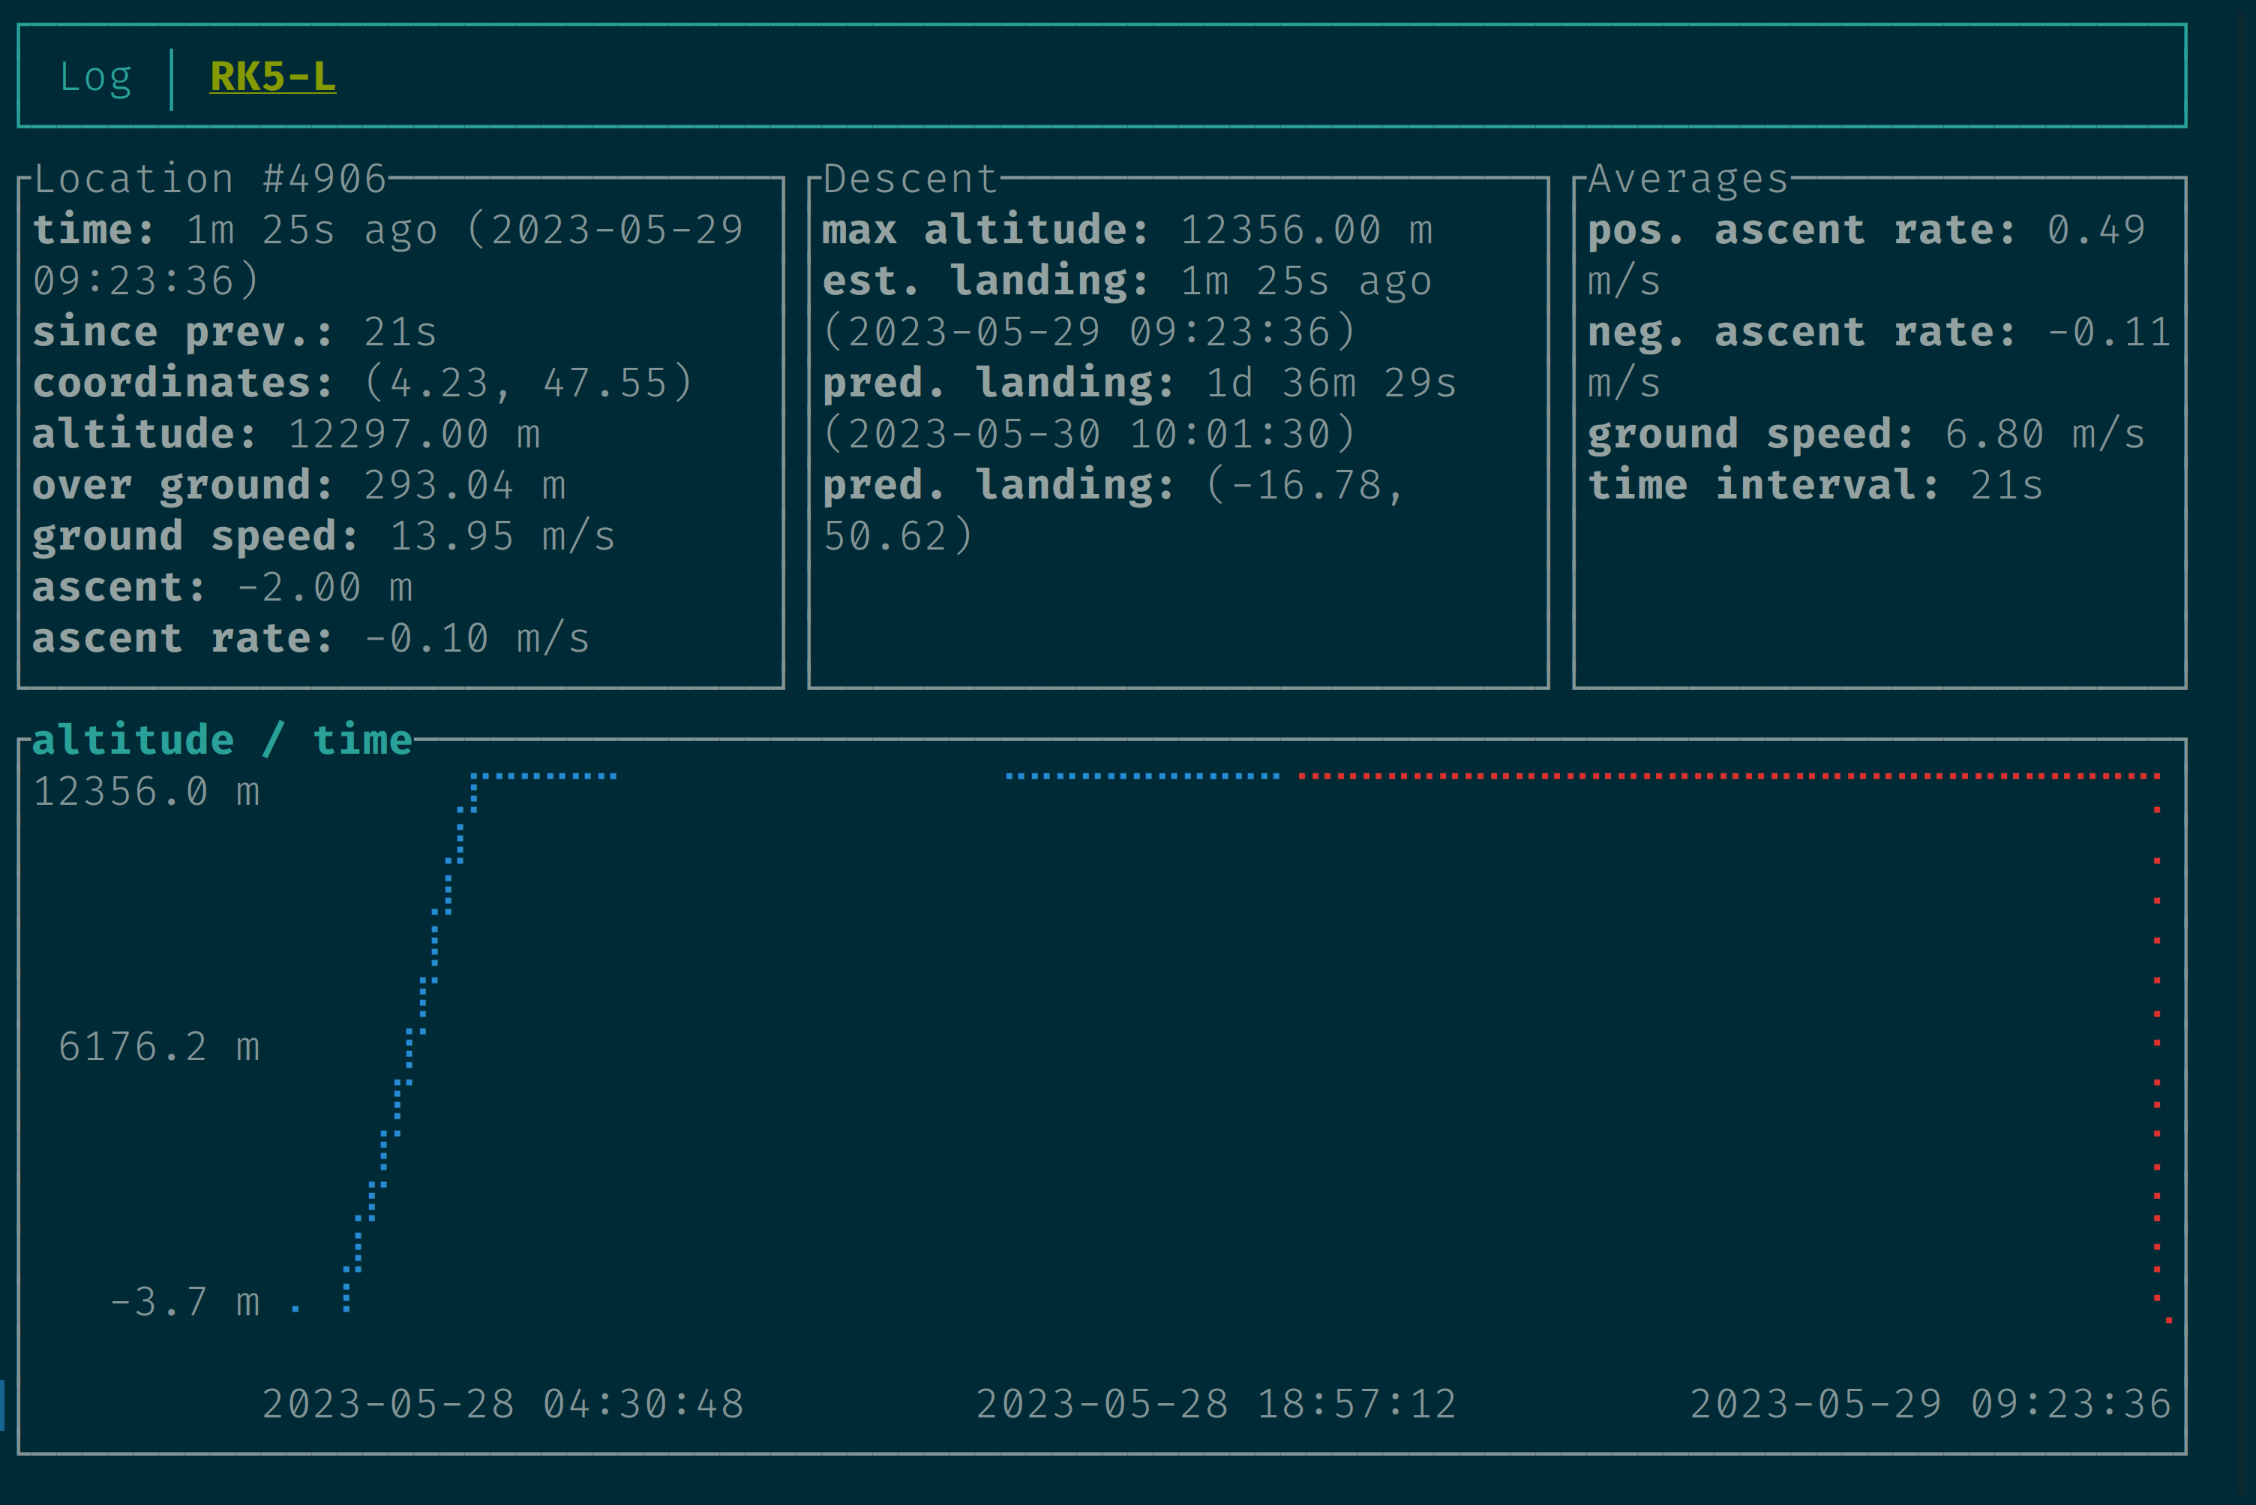 Log │ RK5-L
Location #4906
time: 1m 25s ago (2023-05-29
09:23:36)
since prev.: 21s
coordinates: (4.23, 47.55)
altitude: 12297.00 m
over ground: 293.04 m
ground speed: 13.95 m/s
ascent: -2.00 m
ascent rate: -0.10 m/s
Descent
max altitude: 12356.00 m
est. landing: 1m 25s ago
(2023-05-29 09:23:36)
pred. landing: 1d 36m 29s
(2023-05-30 10:01:30)
pred. landing: (-16.78,
50.62)
Averages
pos. ascent rate: 0.49
m/s
neg. ascent rate: -0.11
m/s
ground speed: 6.80 m/s
time interval: 21s
altitude / time
12356.0 m
6176.2 m
-3.7 m
2023-05-28 04:30:48
2023-05-28 18:57:12
2023-05-29 09:23:36